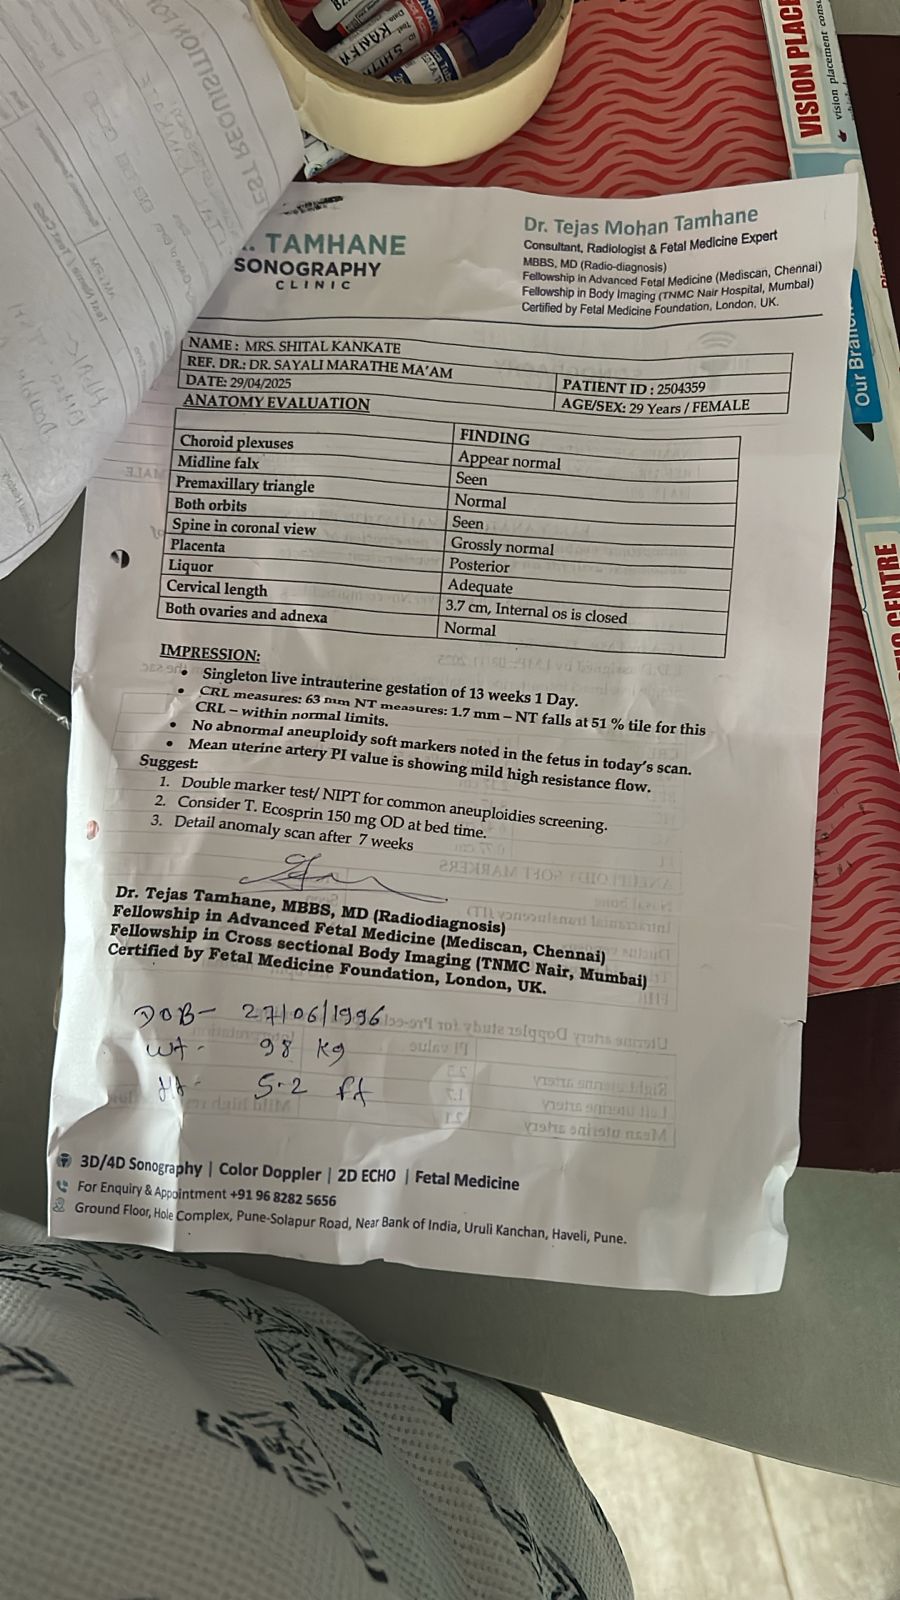 VISION PLACE
vision placement consu
Our Branch
TIC CENTRE
EST REQUISITION FOR
KANKA
SHIT
. TAMHANE
SONOGRAPHY
CLINIC
Dr. Tejas Mohan Tamhane
Consultant, Radiologist & Fetal Medicine Expert
MBBS, MD (Radio-diagnosis)
Fellowship in Advanced Fetal Medicine (Mediscan, Chennai)
Fellowship in Body Imaging (TNMC Nair Hospital, Mumbai)
Certified by Fetal Medicine Foundation, London, UK.
NAME : MRS. SHITAL KANKATE
REF. DR.: DR. SAYALI MARATHE MA'AM
DATE: 29/04/2025 PATIENT ID : 2504359
AGE/SEX: 29 Years / FEMALE
ANATOMY EVALUATION
FINDING
Choroid plexuses Appear normal
Midline falx Seen
Premaxillary triangle Normal
Both orbits Seen
Spine in coronal view Grossly normal
Placenta Posterior
Liquor Adequate
Cervical length 3.7 cm, Internal os is closed
Both ovaries and adnexa Normal
IMPRESSION:
• Singleton live intrauterine gestation of 13 weeks 1 Day.
• CRL measures: 63 mm NT measures: 1.7 mm – NT falls at 51 % tile for this
CRL – within normal limits.
• No abnormal aneuploidy soft markers noted in the fetus in today's scan.
• Mean uterine artery PI value is showing mild high resistance flow.
Suggest:
1. Double marker test/ NIPT for common aneuploidies screening.
2. Consider T. Ecosprin 150 mg OD at bed time.
3. Detail anomaly scan after 7 weeks
Dr. Tejas Tamhane, MBBS, MD (Radiodiagnosis)
Fellowship in Advanced Fetal Medicine (Mediscan, Chennai)
Fellowship in Cross sectional Body Imaging (TNMC Nair, Mumbai)
Certified by Fetal Medicine Foundation, London, UK.
DOB- 27/06/1996
Wt- 98 kg
Ht- 5.2 ft
3D/4D Sonography | Color Doppler | 2D ECHO | Fetal Medicine
For Enquiry & Appointment +91 96 8282 5656
Ground Floor, Hole Complex, Pune-Solapur Road, Near Bank of India, Uruli Kanchan, Haveli, Pune.